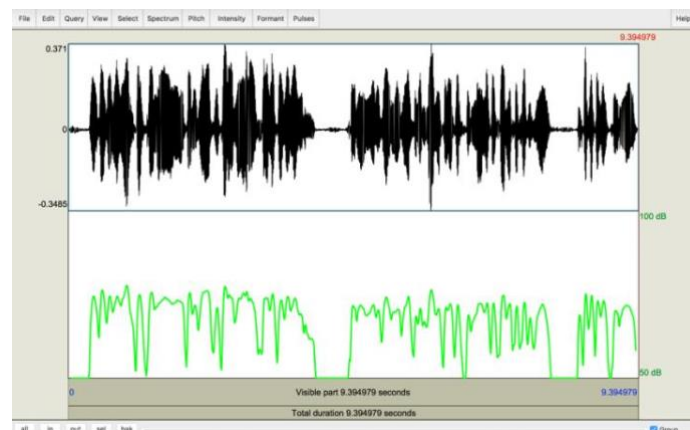 File Edit Query View Select Spectrum Pitch Intensity Formant Pulses Help
9.394979
0.371
0
-0.3485
100 dB
50 dB
0 Visible part 9.394979 seconds 9.394979
Total duration 9.394979 seconds
all in out sel bak Group